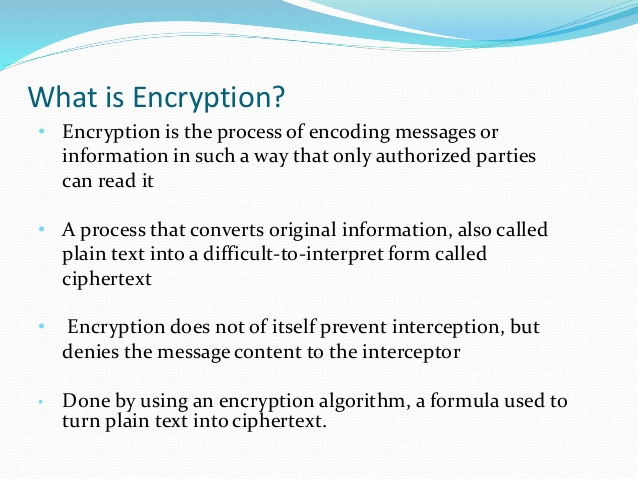 What is Encryption?
• Encryption is the process of encoding messages or
information in such a way that only authorized parties
can read it
• A process that converts original information, also called
plain text into a difficult-to-interpret form called
ciphertext
• Encryption does not of itself prevent interception, but
denies the message content to the interceptor
• Done by using an encryption algorithm, a formula used to
turn plain text into ciphertext.